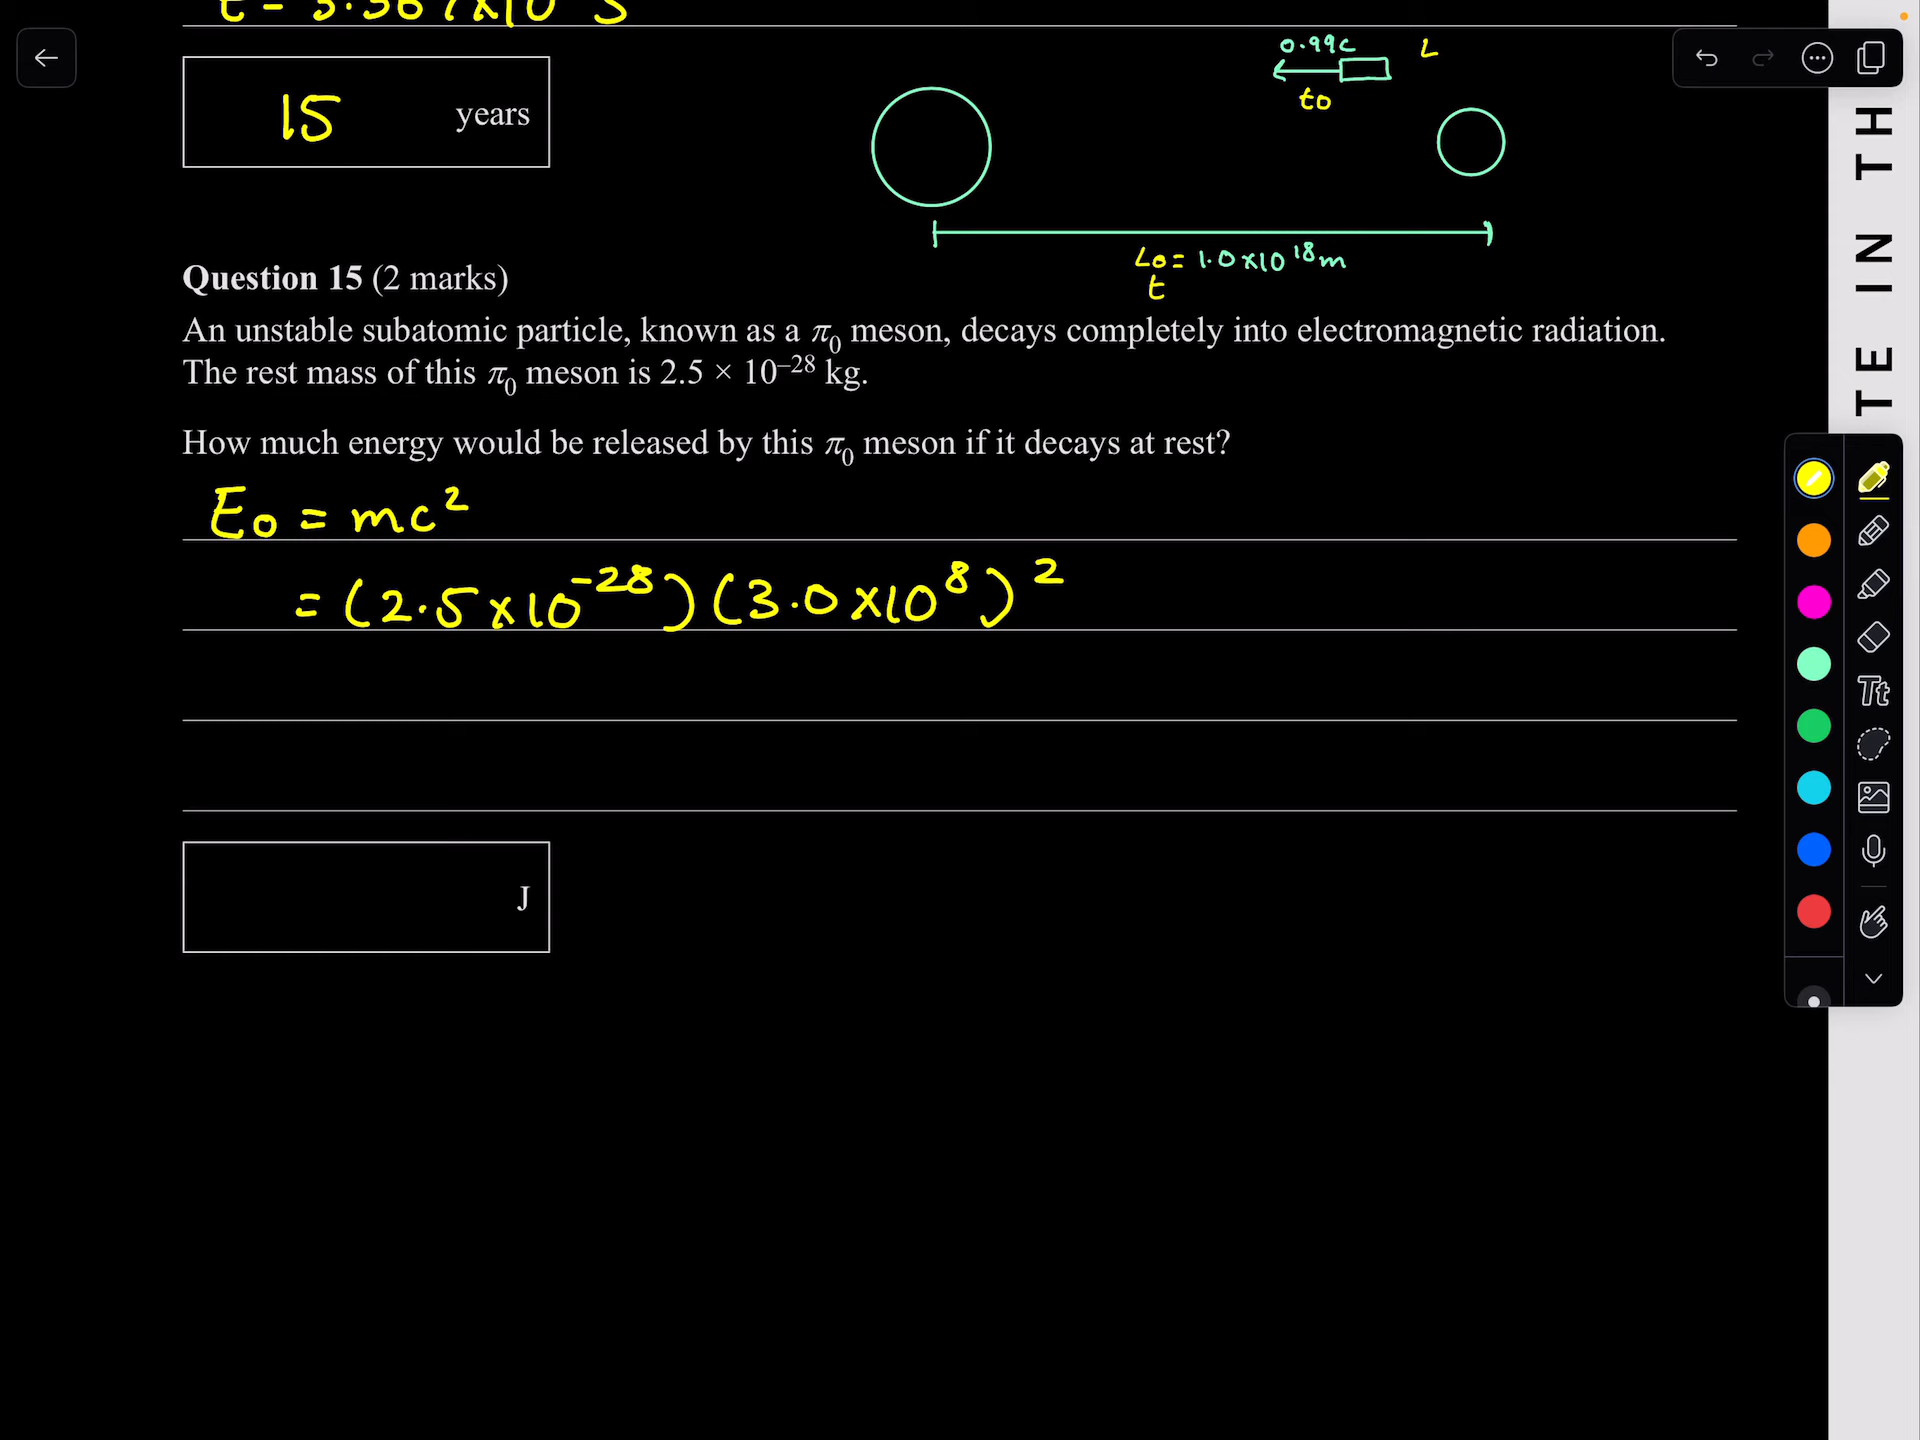 15 years
0.99c L
to
Lo = 1.0×10¹⁸m
t
Question 15 (2 marks)
An unstable subatomic particle, known as a π₀ meson, decays completely into electromagnetic radiation.
The rest mass of this π₀ meson is 2.5 × 10⁻²⁸ kg.
How much energy would be released by this π₀ meson if it decays at rest?
E₀ = mc²
= (2.5×10⁻²⁸)(3.0×10⁸)²
J
TE IN TH
Tt